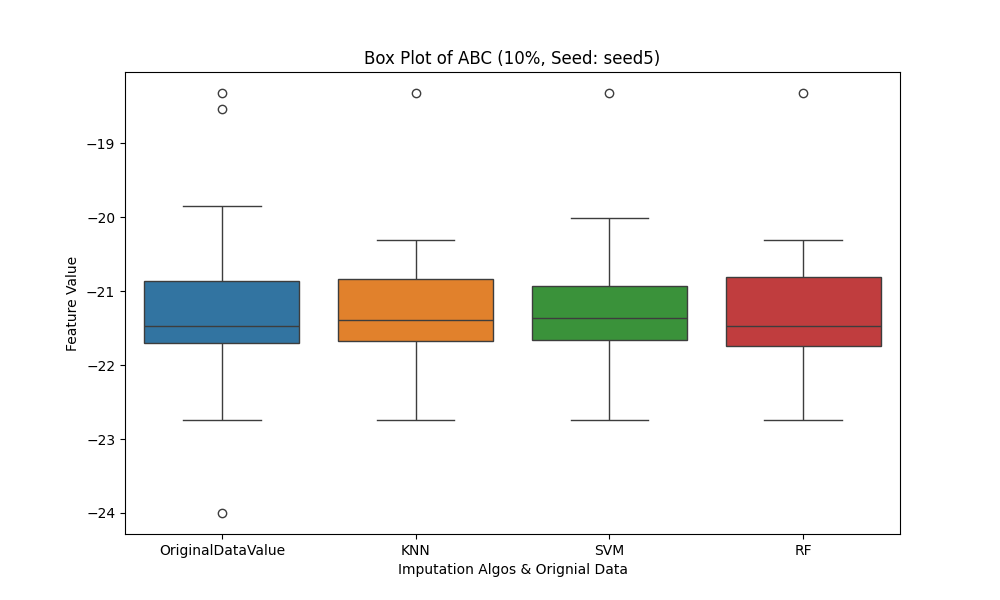 Box Plot of ABC (10%, Seed: seed5)
Feature Value
−19
−20
−21
−22
−23
−24
OriginalDataValue KNN SVM RF
Imputation Algos & Orignial Data